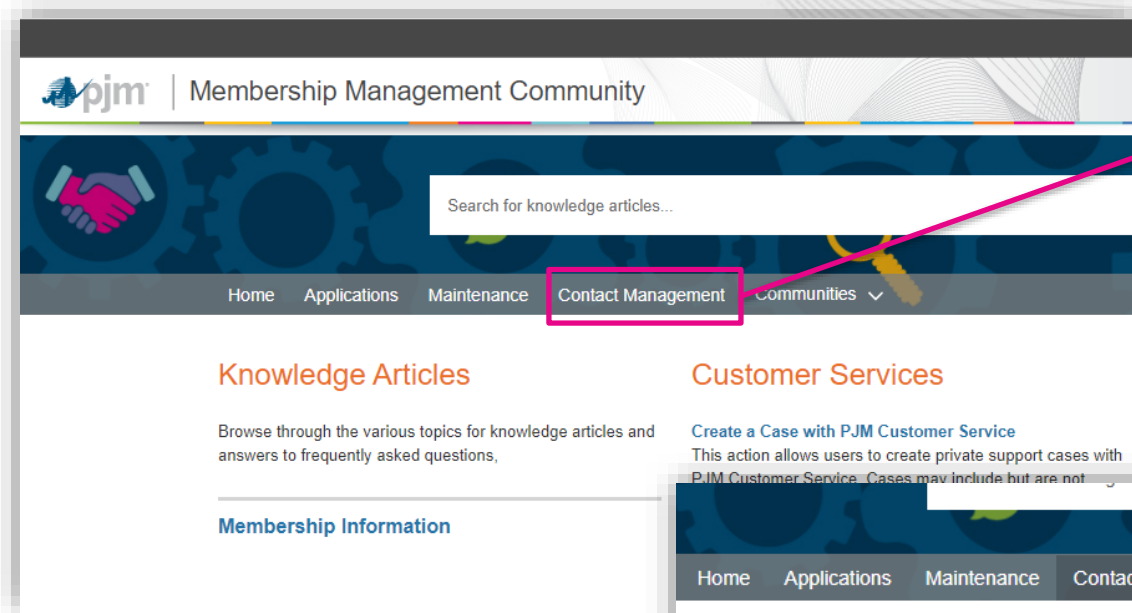 pjm
Membership Management Community
Search for knowledge articles...
Home Applications Maintenance Contact Management Communities
Knowledge Articles
Browse through the various topics for knowledge articles and
answers to frequently asked questions,
Membership Information
Customer Services
Create a Case with PJM Customer Service
This action allows users to create private support cases with
PJM Customer Service. Cases may include but are not
Home Applications Maintenance Contac